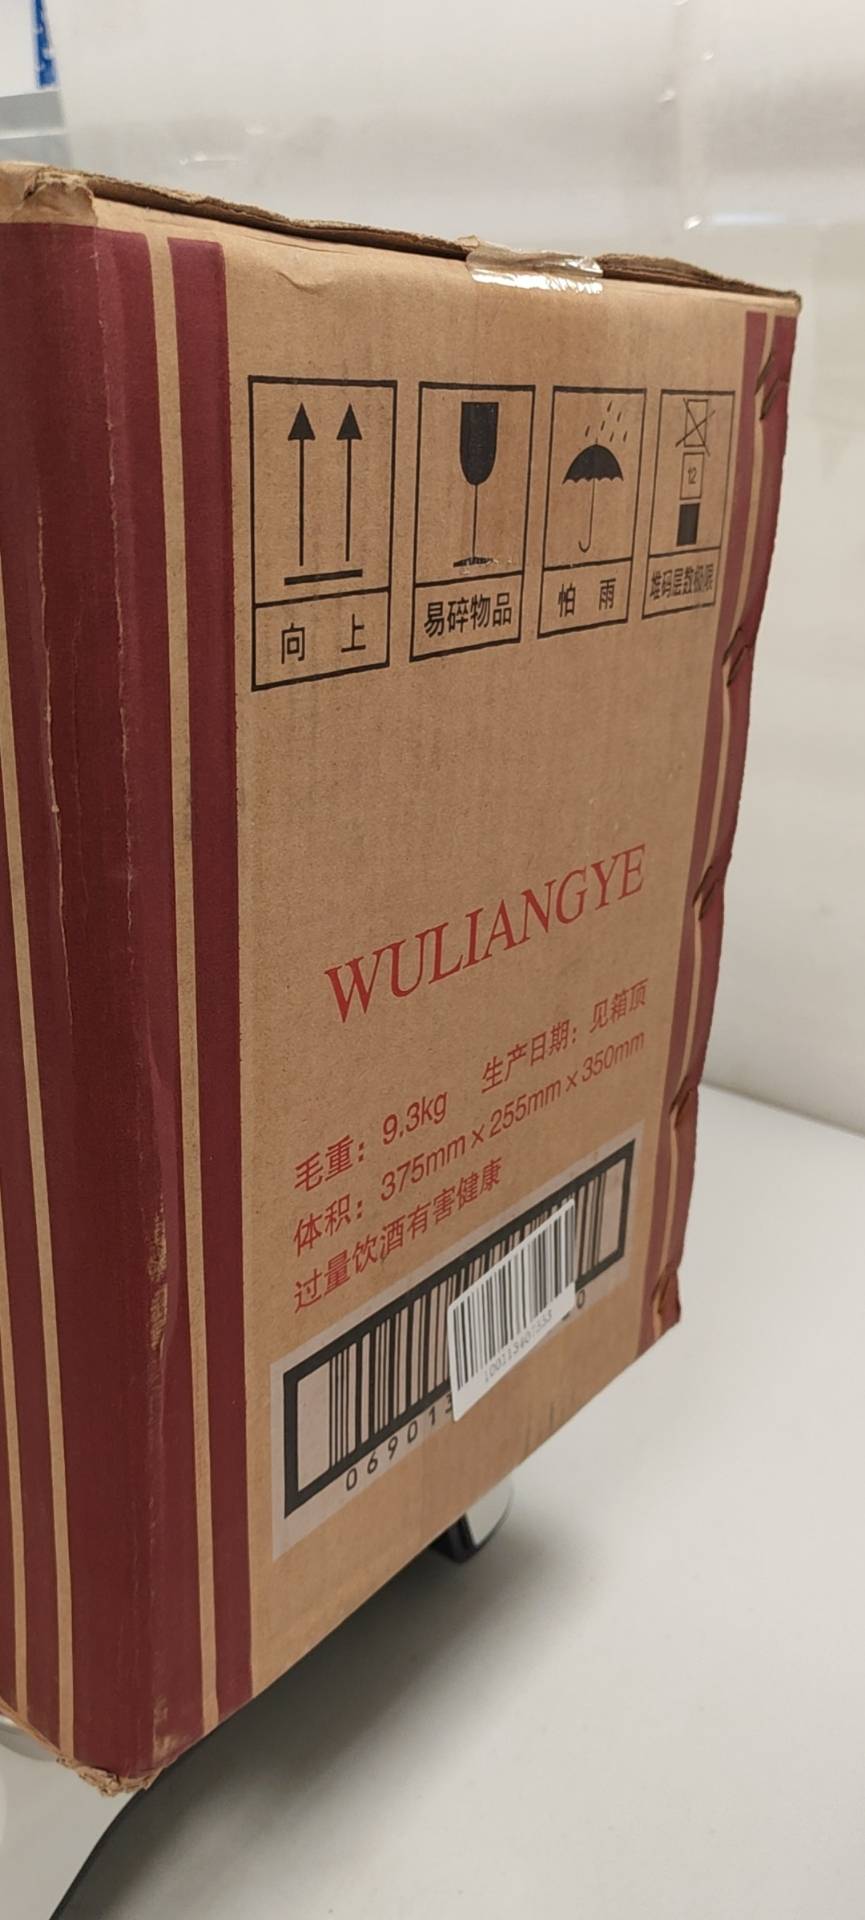 向 上
易碎物品
怕 雨
12
堆码层数极限
WULIANGYE
毛重：9.3kg 生产日期：见箱顶
体积：375mm×255mm×350mm
过量饮酒有害健康